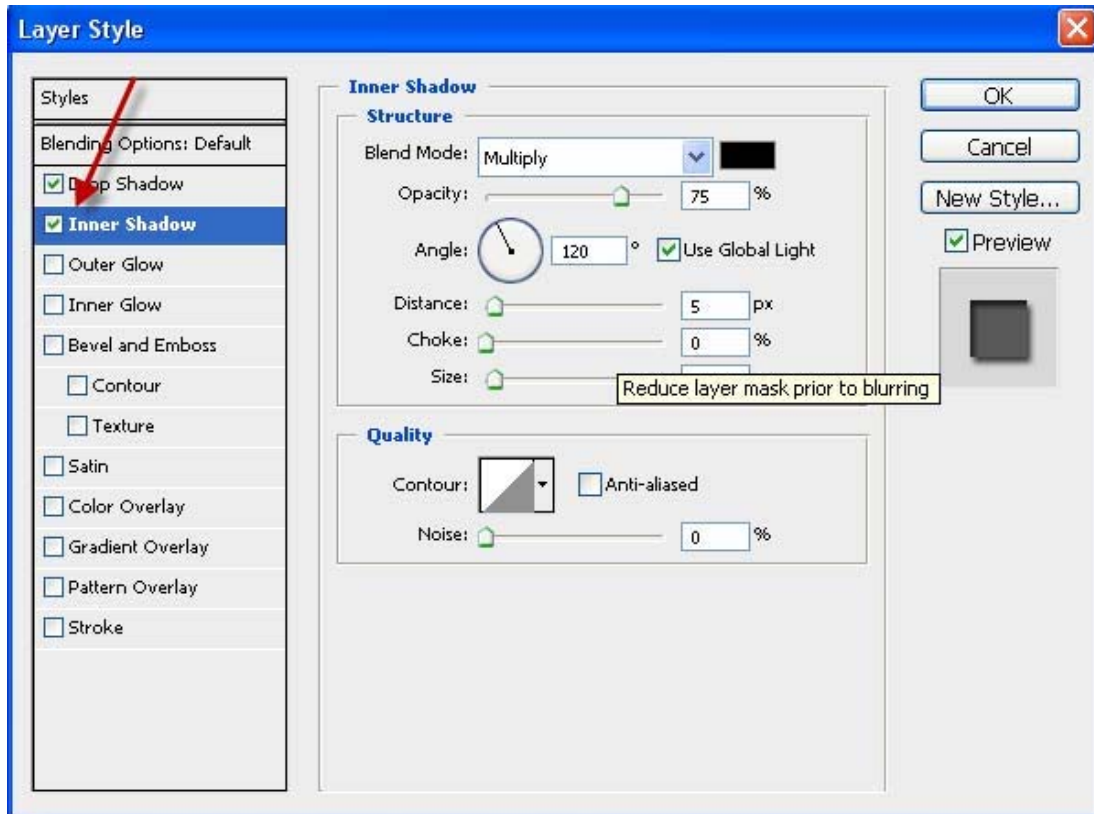 Layer Style
Styles
Blending Options: Default
Drop Shadow
Inner Shadow
Outer Glow
Inner Glow
Bevel and Emboss
Contour
Texture
Satin
Color Overlay
Gradient Overlay
Pattern Overlay
Stroke
Inner Shadow
Structure
Blend Mode: Multiply
Opacity: 75 %
Angle: 120 ° Use Global Light
Distance: 5 px
Choke: 0 %
Size:
Reduce layer mask prior to blurring
Quality
Contour: Anti-aliased
Noise: 0 %
OK
Cancel
New Style...
Preview